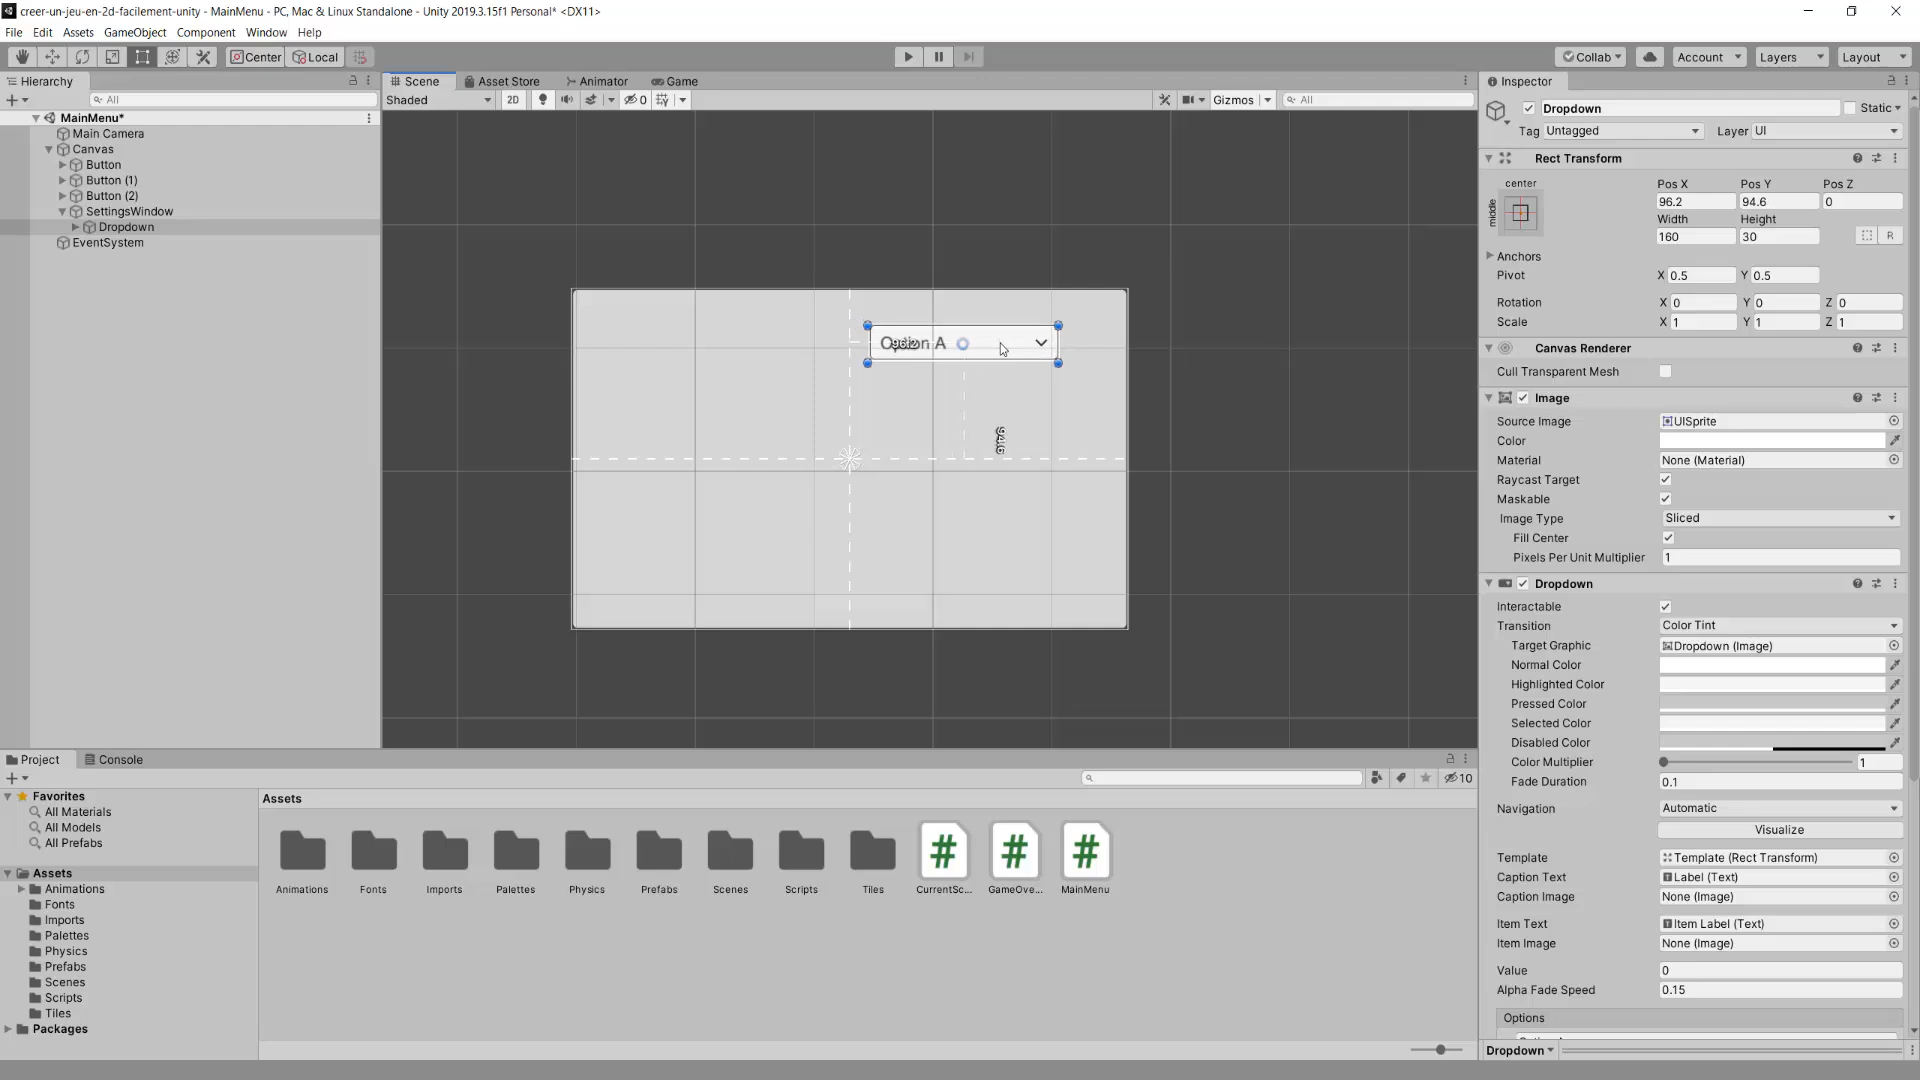 creer-un-jeu-en-2d-facilement-unity - MainMenu - PC, Mac & Linux Standalone - Unity 2019.3.15f1 Personal* <DX11>
File Edit Assets GameObject Component Window Help
Center Local Collab Account Layers Layout
Hierarchy
All
MainMenu*
Main Camera
Canvas
Button
Button (1)
Button (2)
SettingsWindow
Dropdown
EventSystem
Scene Asset Store Animator Game
Shaded 2D 0 Gizmos All
Option A
94.6
Inspector
Dropdown Static
Tag Untagged Layer UI
Rect Transform
center
middle
Pos X Pos Y Pos Z
96.2 94.6 0
Width Height
160 30
R
Anchors
Pivot X 0.5 Y 0.5
Rotation X 0 Y 0 Z 0
Scale X 1 Y 1 Z 1
Canvas Renderer
Cull Transparent Mesh
Image
Source Image UISprite
Color
Material None (Material)
Raycast Target
Maskable
Image Type Sliced
Fill Center
Pixels Per Unit Multiplier 1
Dropdown
Interactable
Transition Color Tint
Target Graphic Dropdown (Image)
Normal Color
Highlighted Color
Pressed Color
Selected Color
Disabled Color
Color Multiplier 1
Fade Duration 0.1
Navigation Automatic
Visualize
Template Template (Rect Transform)
Caption Text Label (Text)
Caption Image None (Image)
Item Text Item Label (Text)
Item Image None (Image)
Value 0
Alpha Fade Speed 0.15
Options
Dropdown
Project Console
10
Favorites
All Materials
All Models
All Prefabs
Assets
Animations
Fonts
Imports
Palettes
Physics
Prefabs
Scenes
Scripts
Tiles
Packages
Assets
Animations Fonts Imports Palettes Physics Prefabs Scenes Scripts Tiles CurrentSc... GameOve... MainMenu